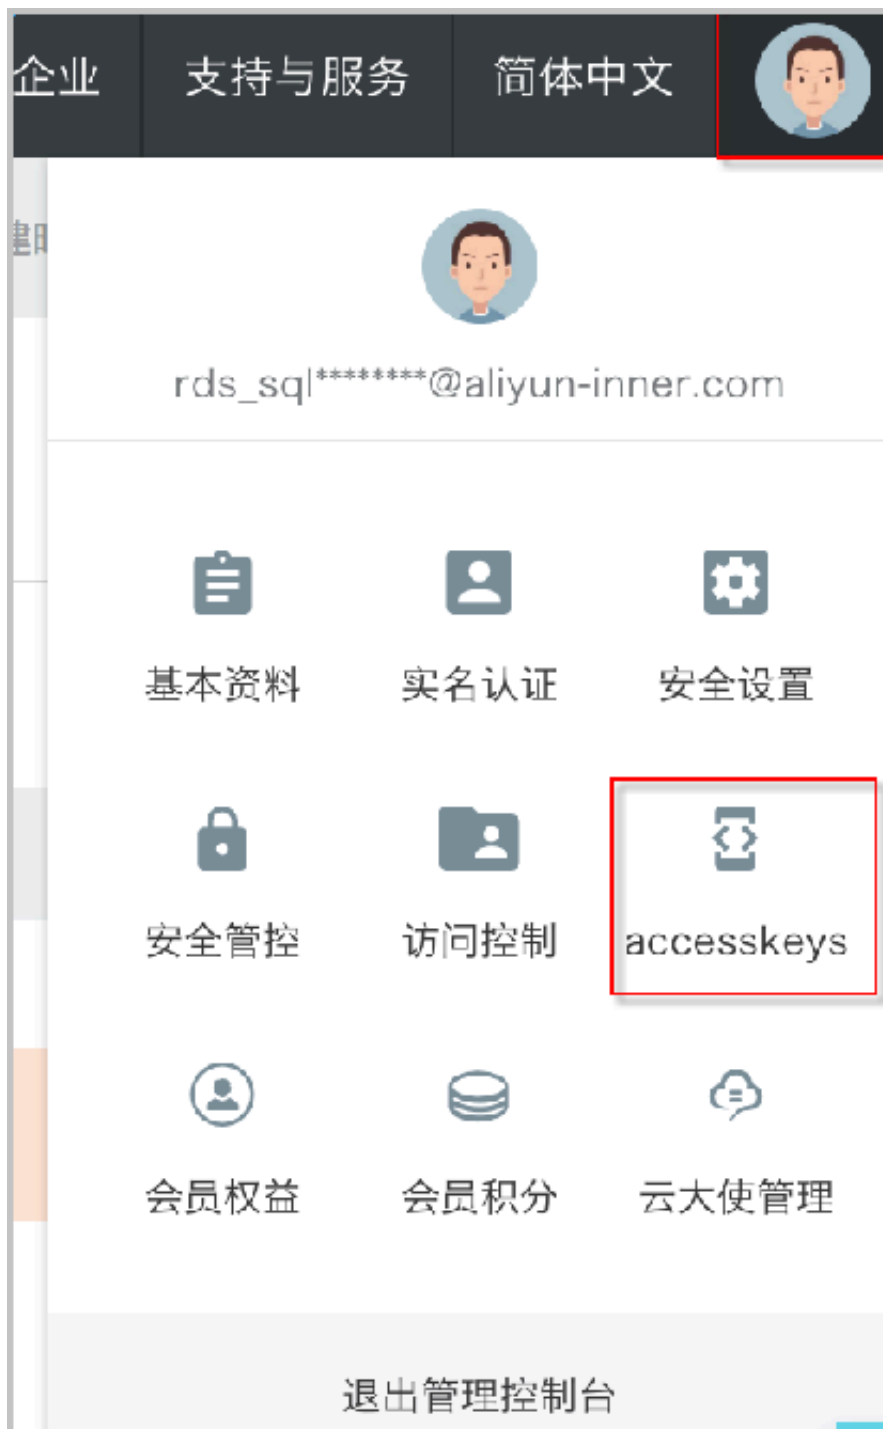 企业 支持与服务 简体中文
建时
rds_sql********@aliyun-inner.com
基本资料 实名认证 安全设置
安全管控 访问控制 accesskeys
会员权益 会员积分 云大使管理
退出管理控制台